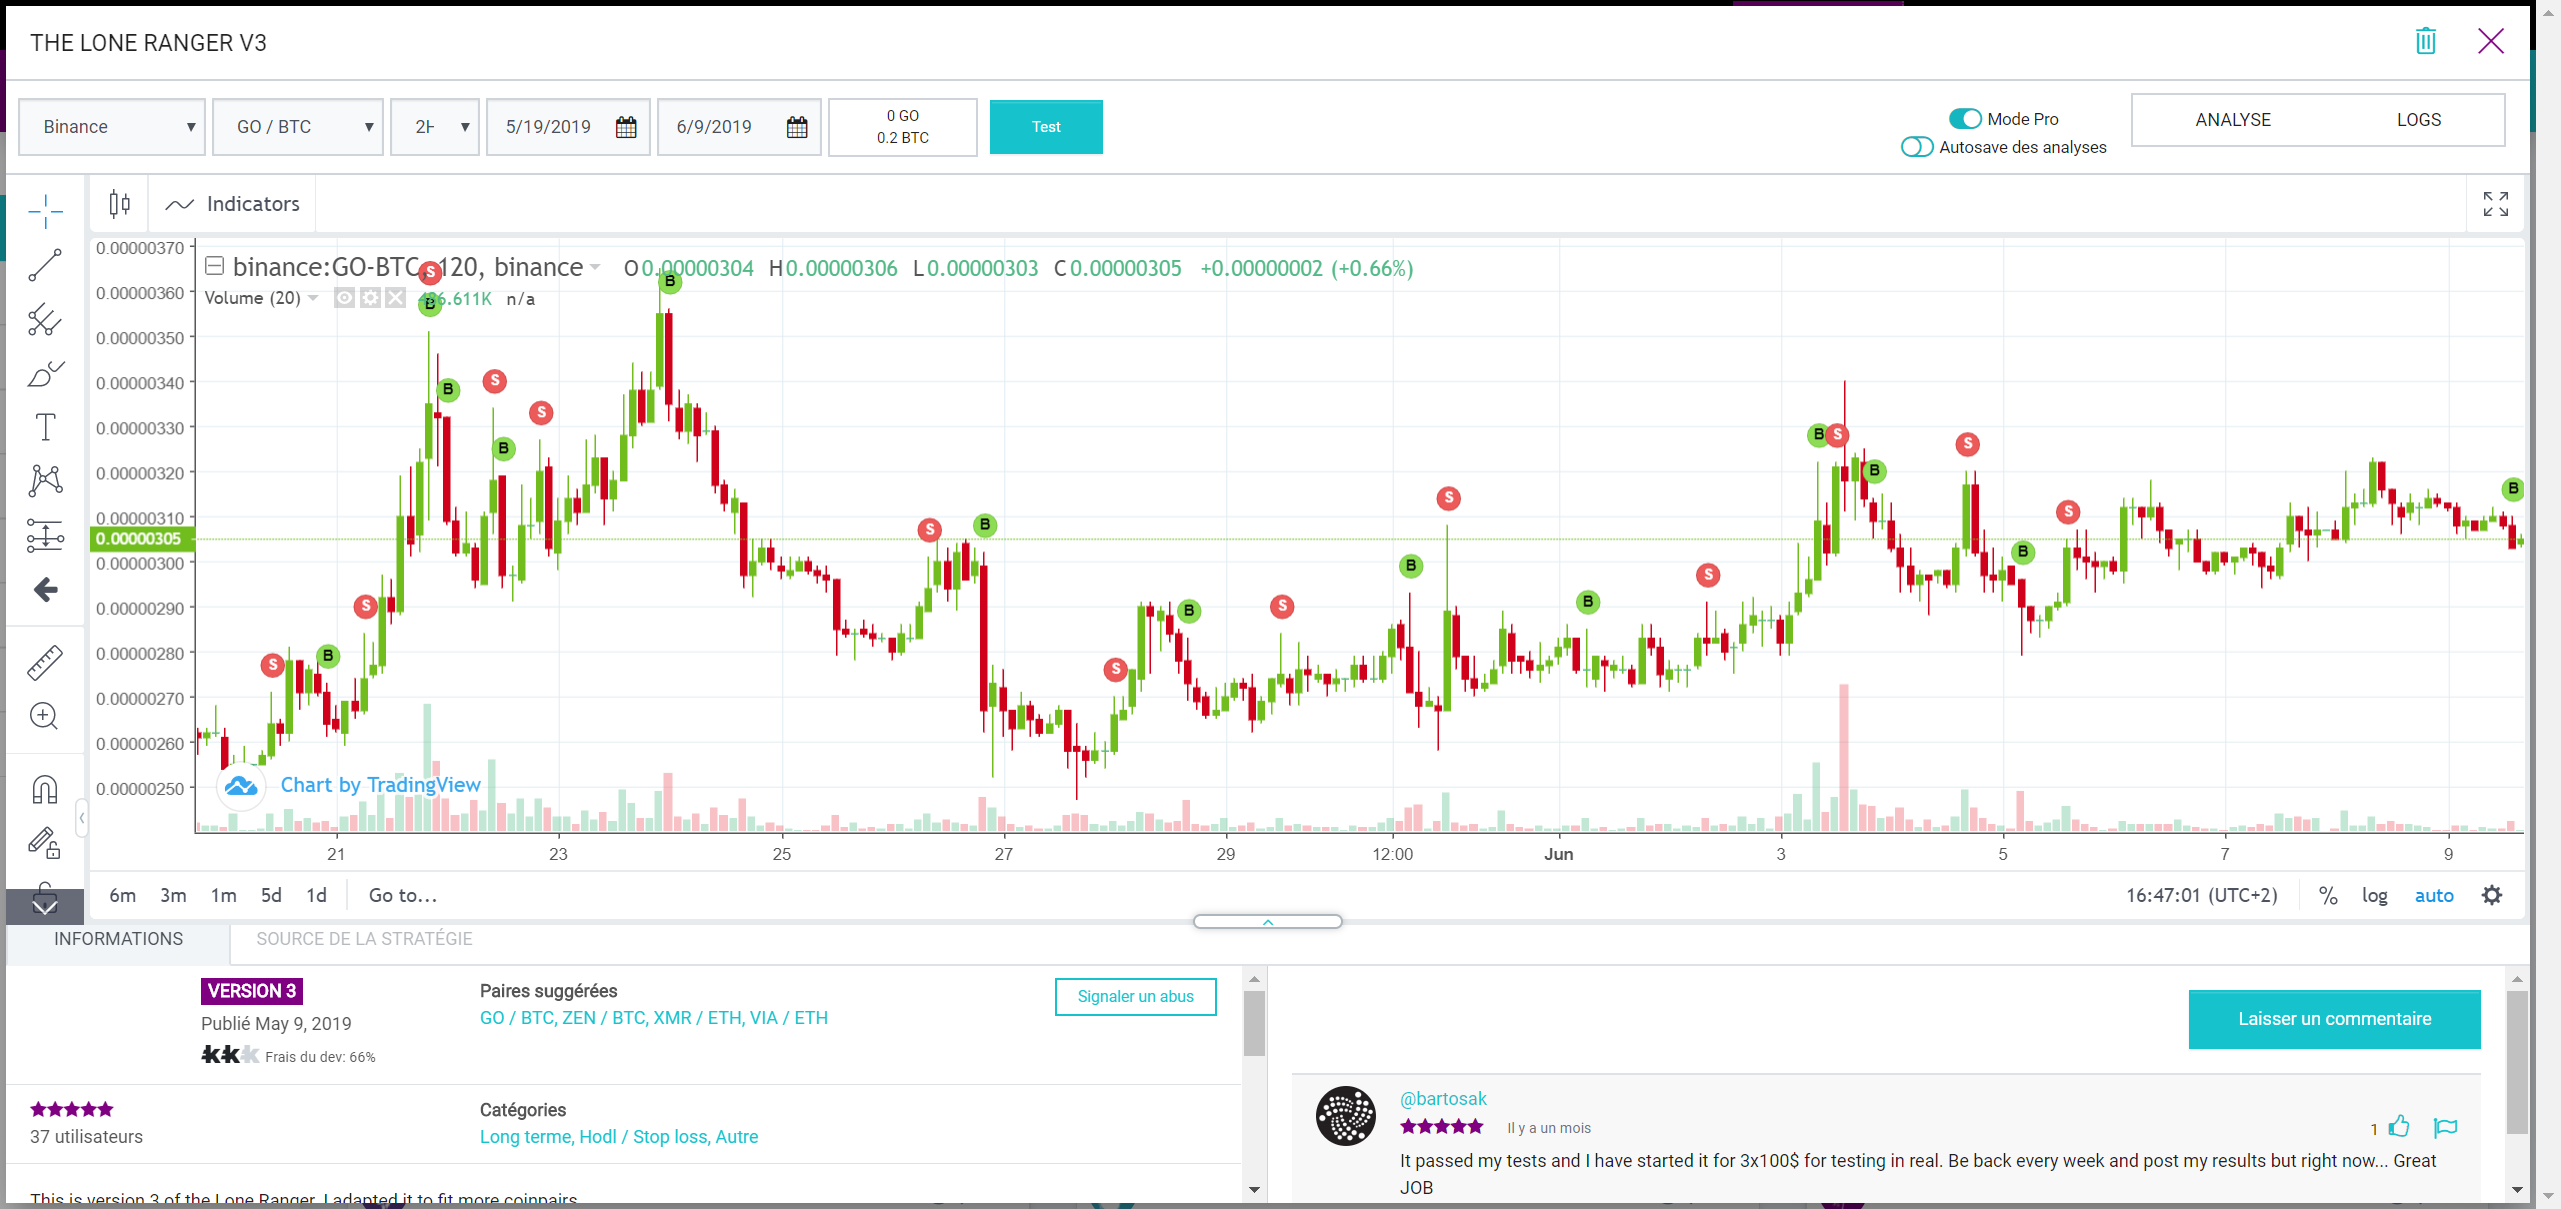 THE LONE RANGER V3
Binance
GO / BTC
2H
5/19/2019
6/9/2019
0 GO
0.2 BTC
Test
Mode Pro
Autosave des analyses
ANALYSE
LOGS
Indicators
binance:GO-BTC, 120, binance
O 0.00000304 H 0.00000306 L 0.00000303 C 0.00000305 +0.00000002 (+0.66%)
Volume (20)
n/a
0.00000370
0.00000360
0.00000350
0.00000340
0.00000330
0.00000320
0.00000310
0.00000305
0.00000300
0.00000290
0.00000280
0.00000270
0.00000260
0.00000250
S
B
B
B
S
B
S
S
B
S
S
B
S
B
S
B
S
B
S
B
S
B
S
B
S
B
Chart by TradingView
21
23
25
27
29
12:00
Jun
3
5
7
9
6m 3m 1m 5d 1d Go to...
16:47:01 (UTC+2) % log auto
INFORMATIONS
SOURCE DE LA STRATÉGIE
VERSION 3
Publié May 9, 2019
Frais du dev: 66%
Paires suggérées
GO / BTC, ZEN / BTC, XMR / ETH, VIA / ETH
Signaler un abus
37 utilisateurs
Catégories
Long terme, Hodl / Stop loss, Autre
This is version 3 of the Lone Ranger. I adapted it to fit more coinpairs
Laisser un commentaire
@bartosak
Il y a un mois
1
It passed my tests and I have started it for 3x100$ for testing in real. Be back every week and post my results but right now... Great
JOB